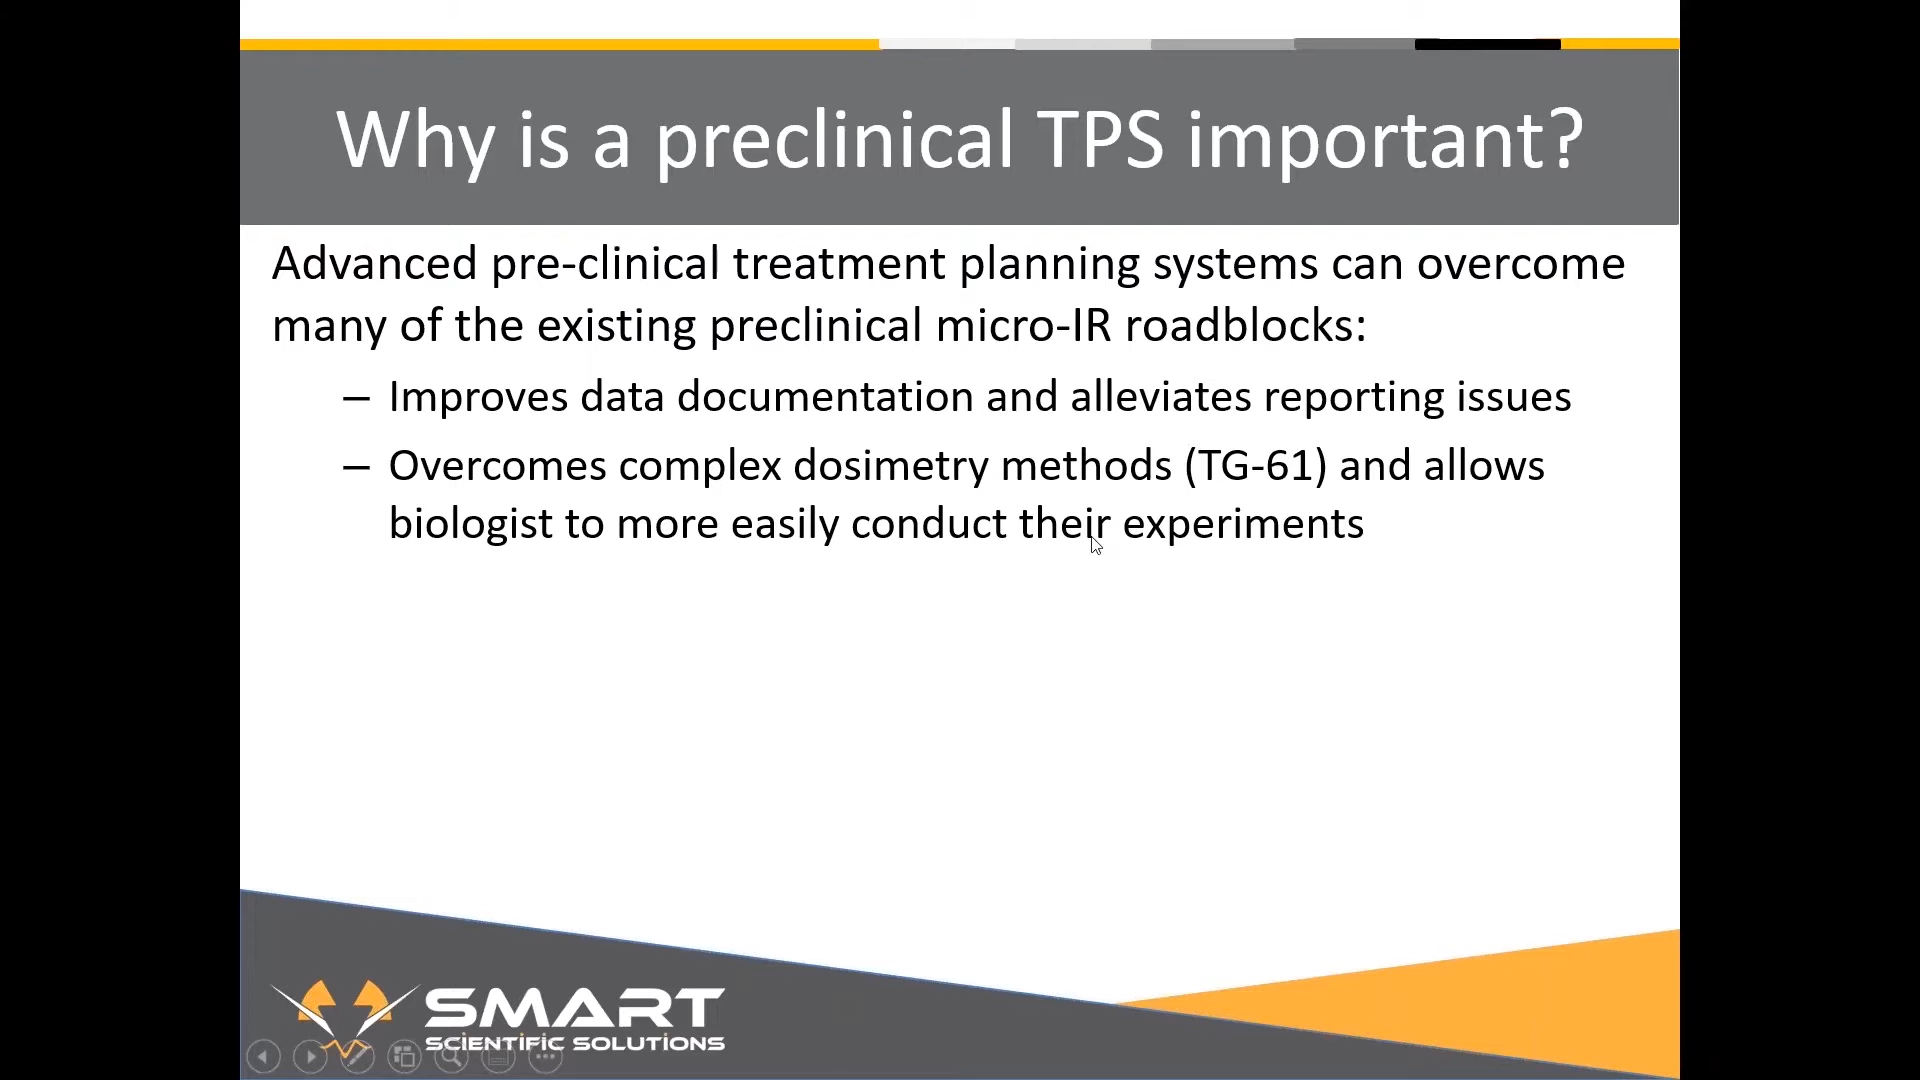 Why is a preclinical TPS important?
Advanced pre-clinical treatment planning systems can overcome
many of the existing preclinical micro-IR roadblocks:
– Improves data documentation and alleviates reporting issues
– Overcomes complex dosimetry methods (TG-61) and allows
biologist to more easily conduct their experiments
SMART
SCIENTIFIC SOLUTIONS